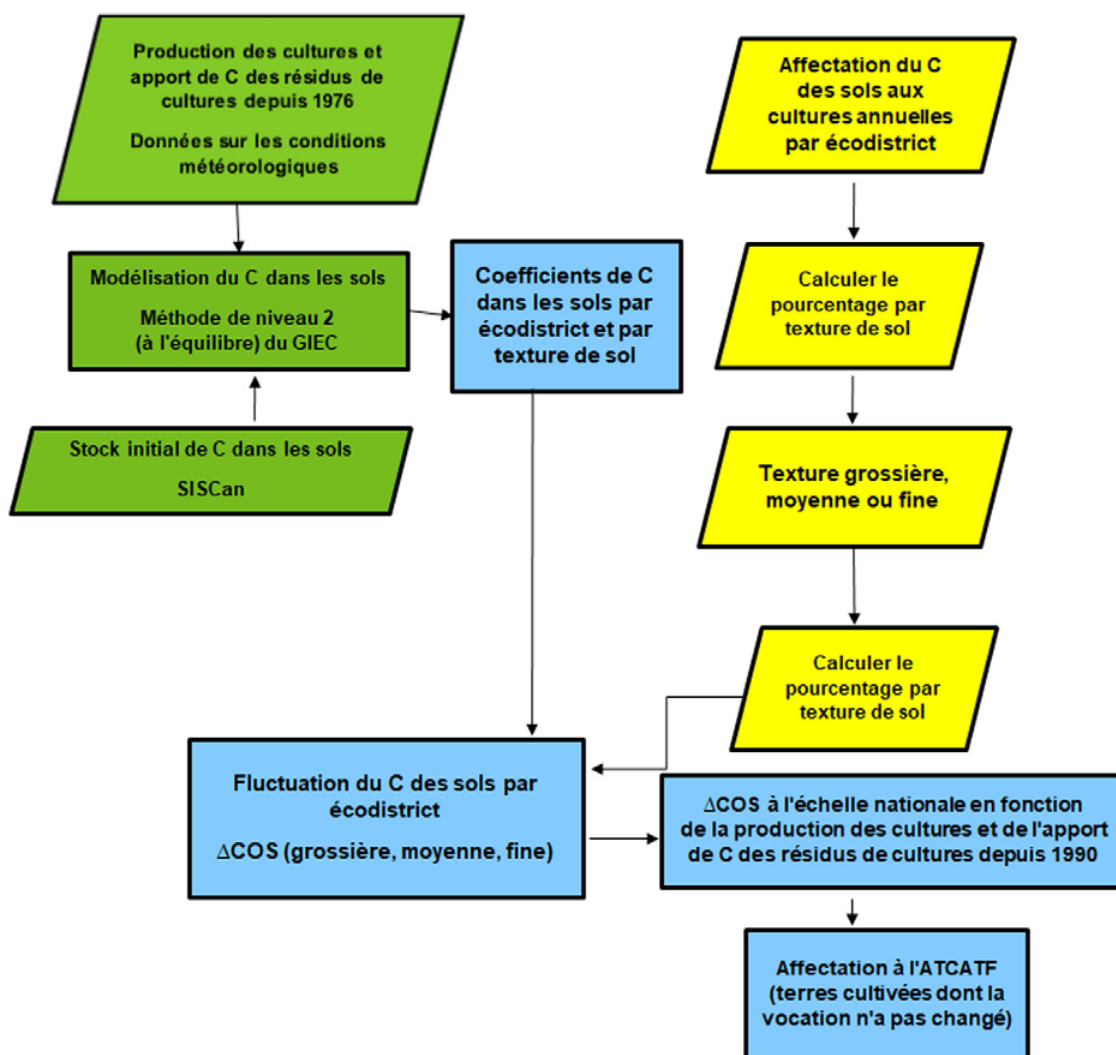 Production des cultures et
apport de C des résidus de
cultures depuis 1976
Données sur les conditions
météorologiques
Modélisation du C dans les sols
Méthode de niveau 2
(à l'équilibre) du GIEC
Stock initial de C dans les sols
SISCan
Coefficients de C
dans les sols par
écodistrict et par
texture de sol
Affectation du C
des sols aux
cultures annuelles
par écodistrict
Calculer le
pourcentage par
texture de sol
Texture grossière,
moyenne ou fine
Calculer le
pourcentage par
texture de sol
Fluctuation du C des sols par
écodistrict
∆COS (grossière, moyenne, fine)
∆COS à l'échelle nationale en fonction
de la production des cultures et de l'apport
de C des résidus de cultures depuis 1990
Affectation à l'ATCATF
(terres cultivées dont la
vocation n'a pas changé)